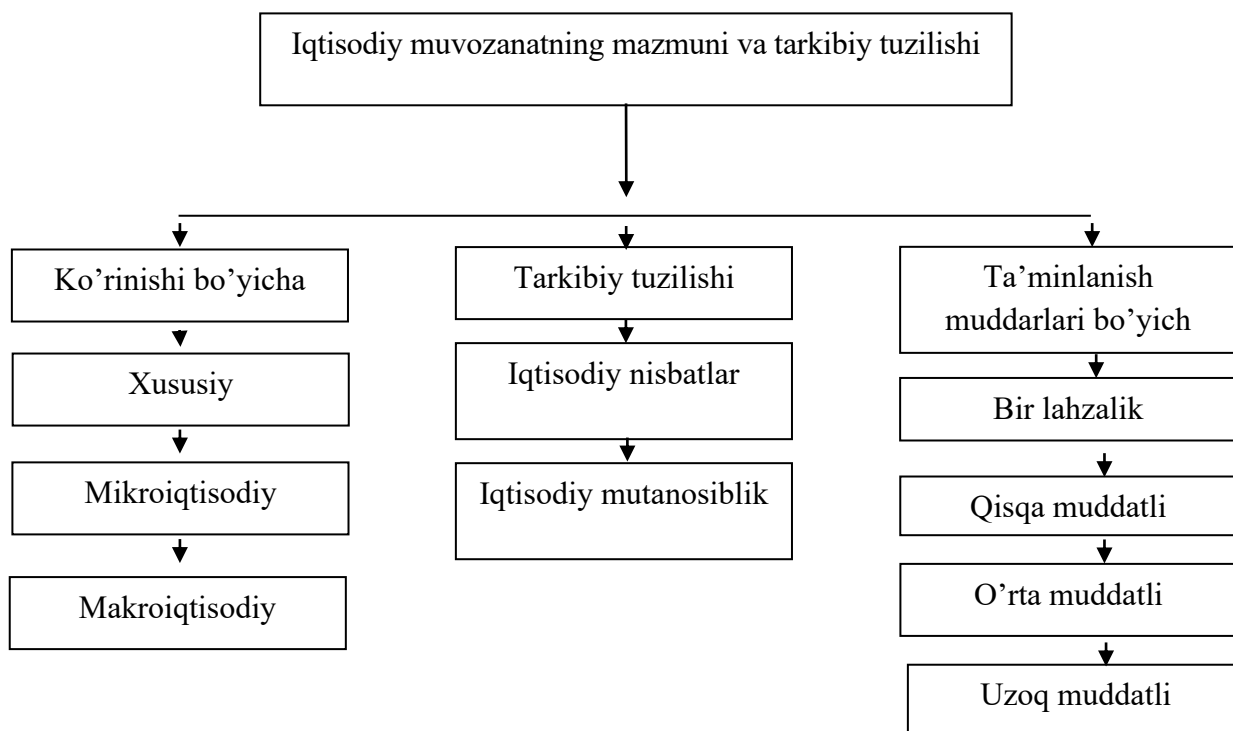 Iqtisodiy muvozanatning mazmuni va tarkibiy tuzilishi
Ko’rinishi bo’yicha
Xususiy
Mikroiqtisodiy
Makroiqtisodiy
Tarkibiy tuzilishi
Iqtisodiy nisbatlar
Iqtisodiy mutanosiblik
Ta’minlanish
muddarlari bo’yich
Bir lahzalik
Qisqa muddatli
O’rta muddatli
Uzoq muddatli